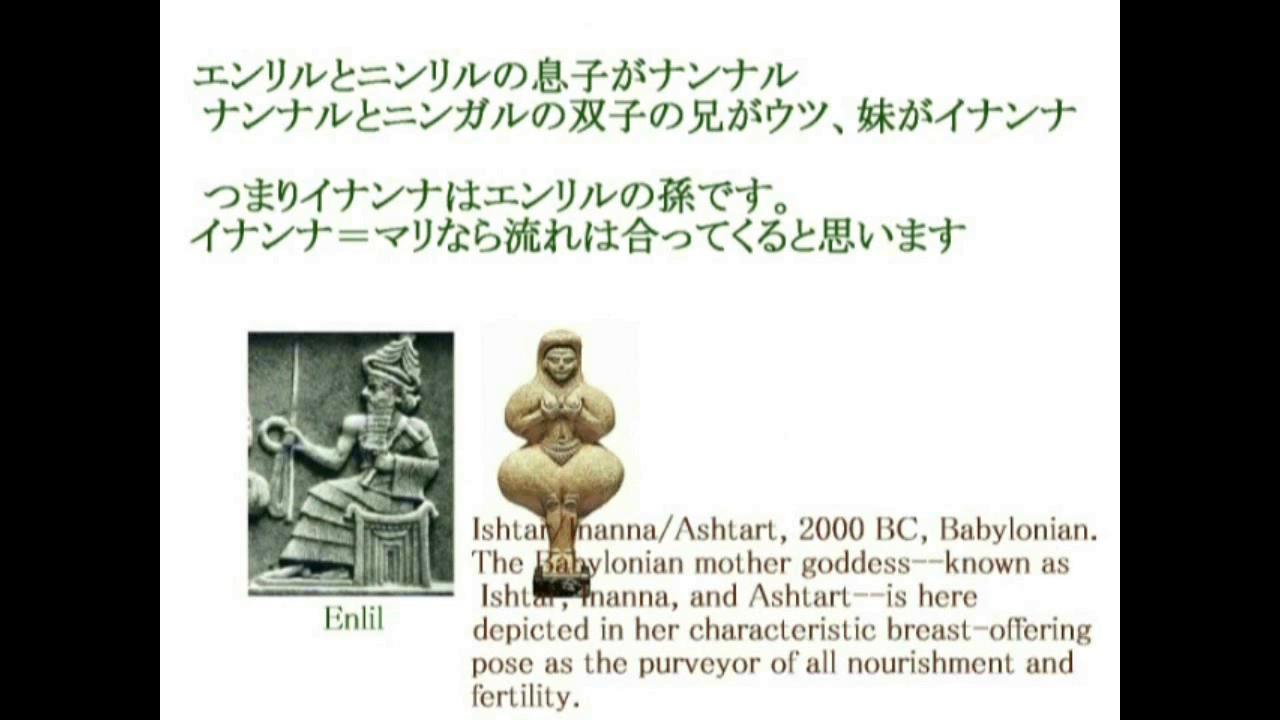 エンリルとニンリルの息子がナンナル
ナンナルとニンガルの双子の兄がウツ、妹がイナンナ
つまりイナンナはエンリルの孫です。
イナンナ＝マリなら流れは合ってくると思います
Enlil
Ishtar/Inanna/Ashtart, 2000 BC, Babylonian.
The Babylonian mother goddess--known as
Ishtar, Inanna, and Ashtart--is here
depicted in her characteristic breast-offering
pose as the purveyor of all nourishment and
fertility.